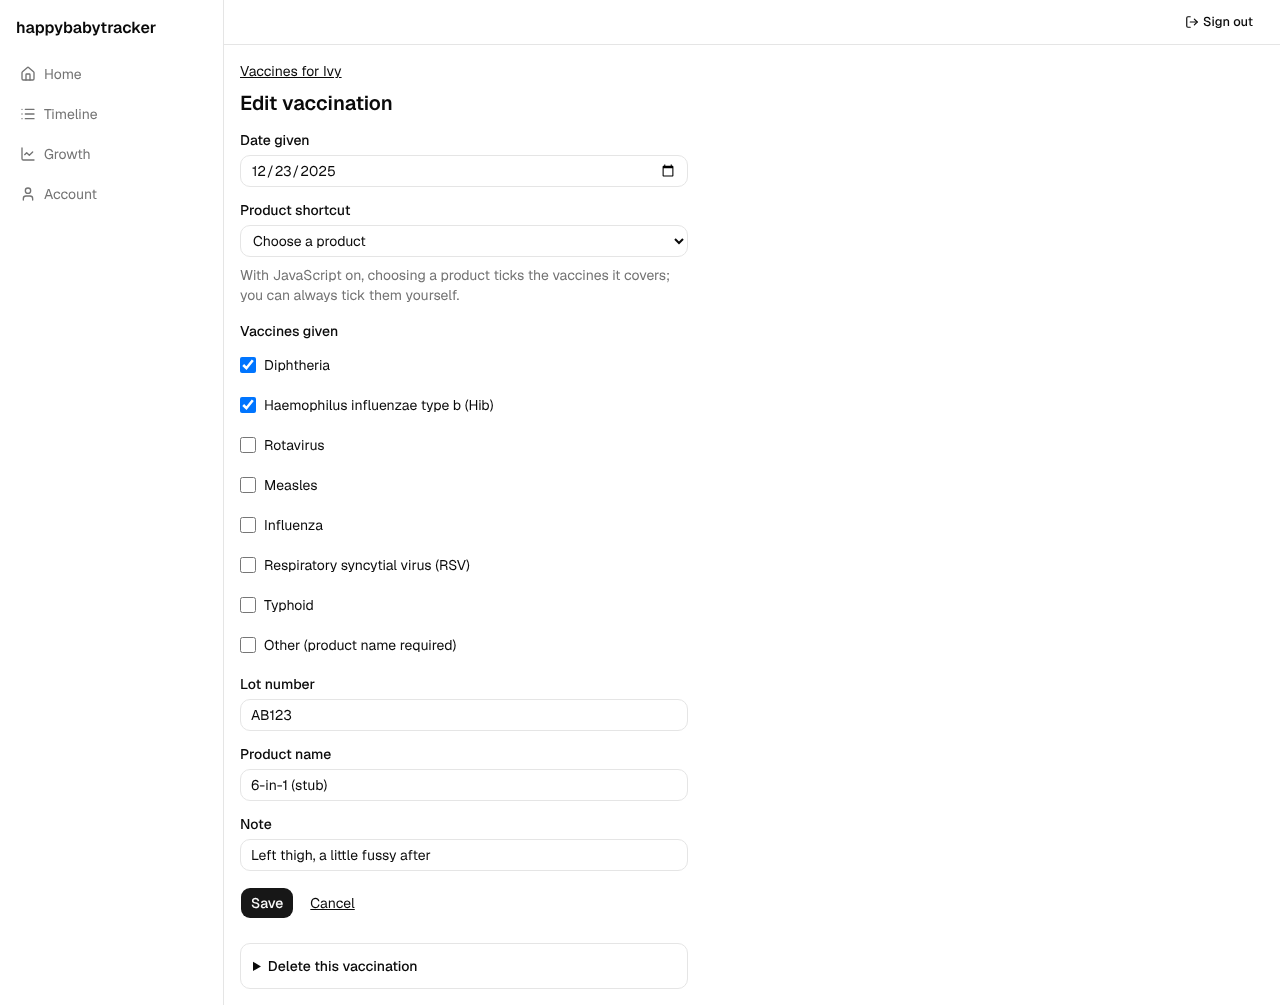 happybabytracker
Sign out
Home
Timeline
Growth
Account
Vaccines for Ivy
Edit vaccination
Date given
12/23/2025
Product shortcut
Choose a product
With JavaScript on, choosing a product ticks the vaccines it covers;
you can always tick them yourself.
Vaccines given
Diphtheria
Haemophilus influenzae type b (Hib)
Rotavirus
Measles
Influenza
Respiratory syncytial virus (RSV)
Typhoid
Other (product name required)
Lot number
AB123
Product name
6-in-1 (stub)
Note
Left thigh, a little fussy after
Save
Cancel
Delete this vaccination